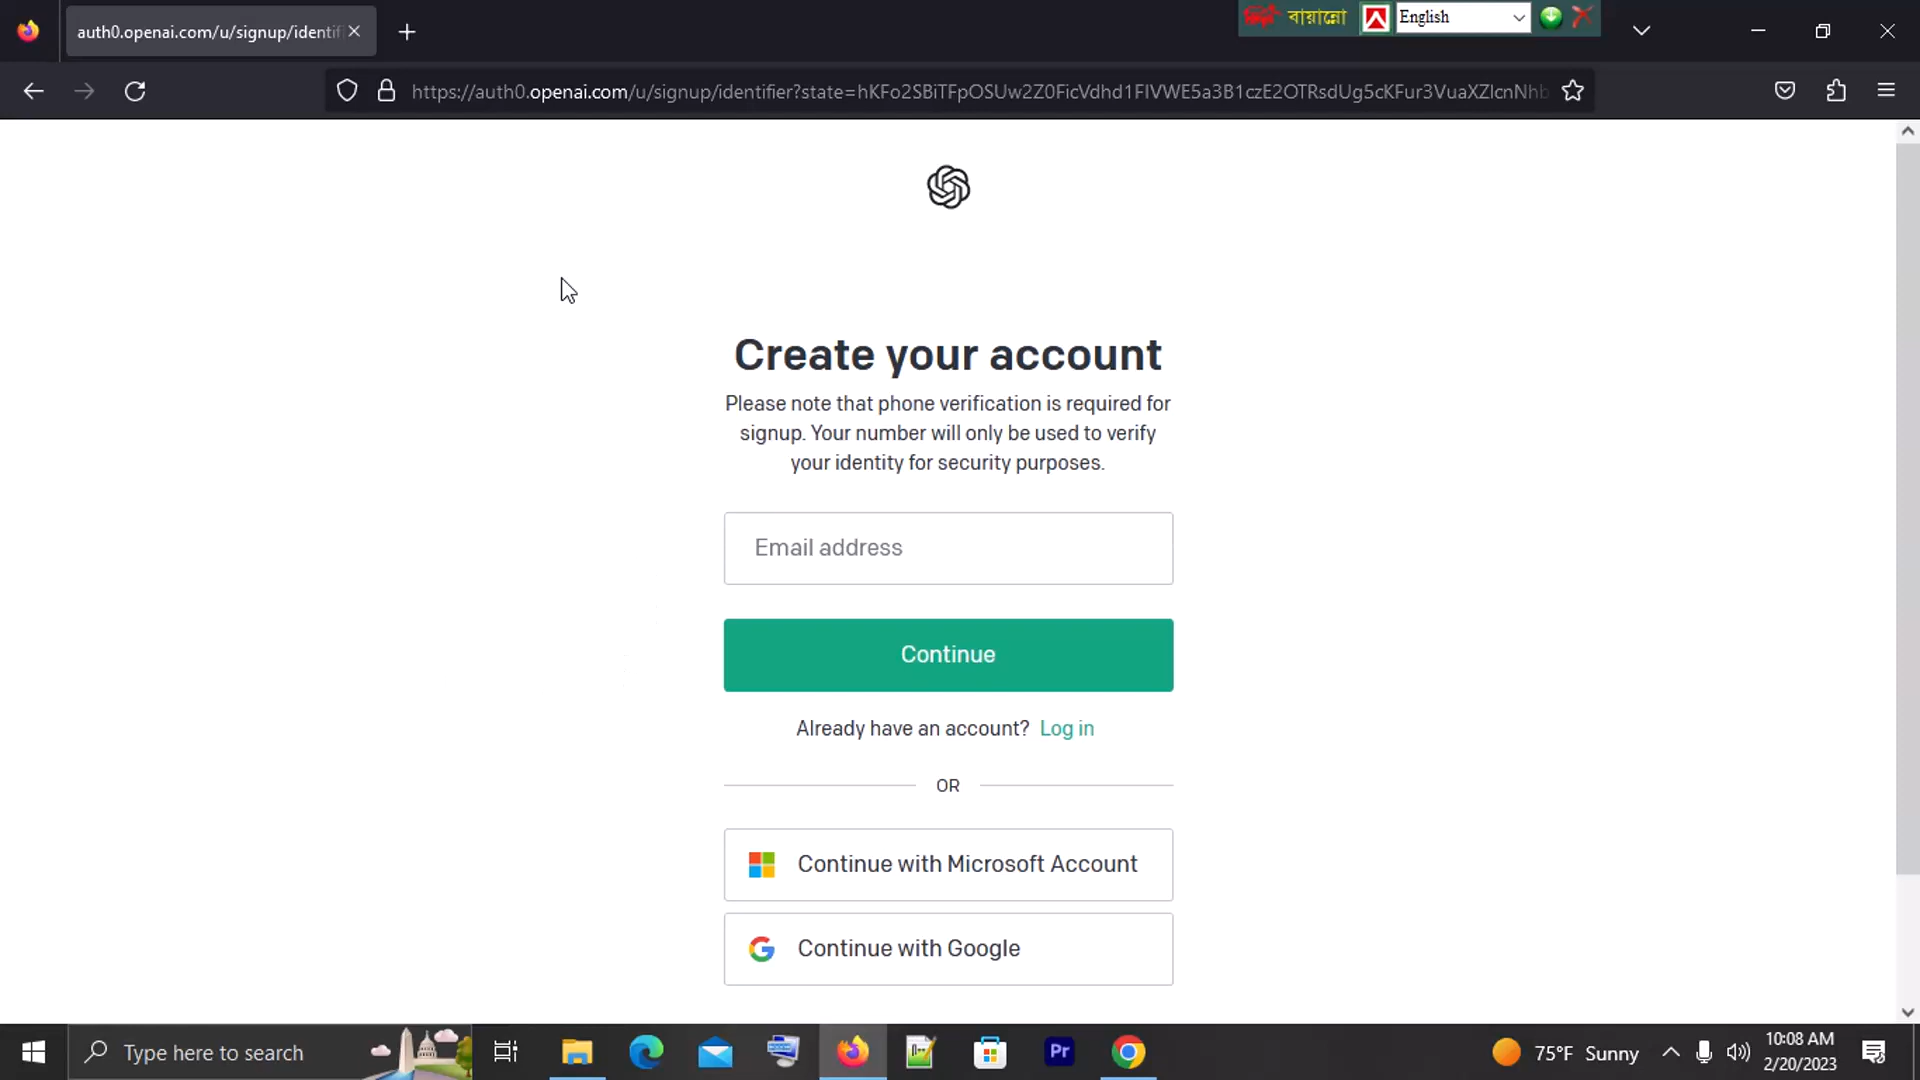 auth0.openai.com/u/signup/identif
বায়ান্নো
English
https://auth0.openai.com/u/signup/identifier?state=hKFo2SBiTFpOSUw2Z0FicVdhd1FIVWE5a3B1czE2OTRsdUg5cKFur3VuaXZlcnNhb
Create your account
Please note that phone verification is required for
signup. Your number will only be used to verify
your identity for security purposes.
Email address
Continue
Already have an account? Log in
OR
Continue with Microsoft Account
Continue with Google
Type here to search
Pr
75°F Sunny
10:08 AM
2/20/2023